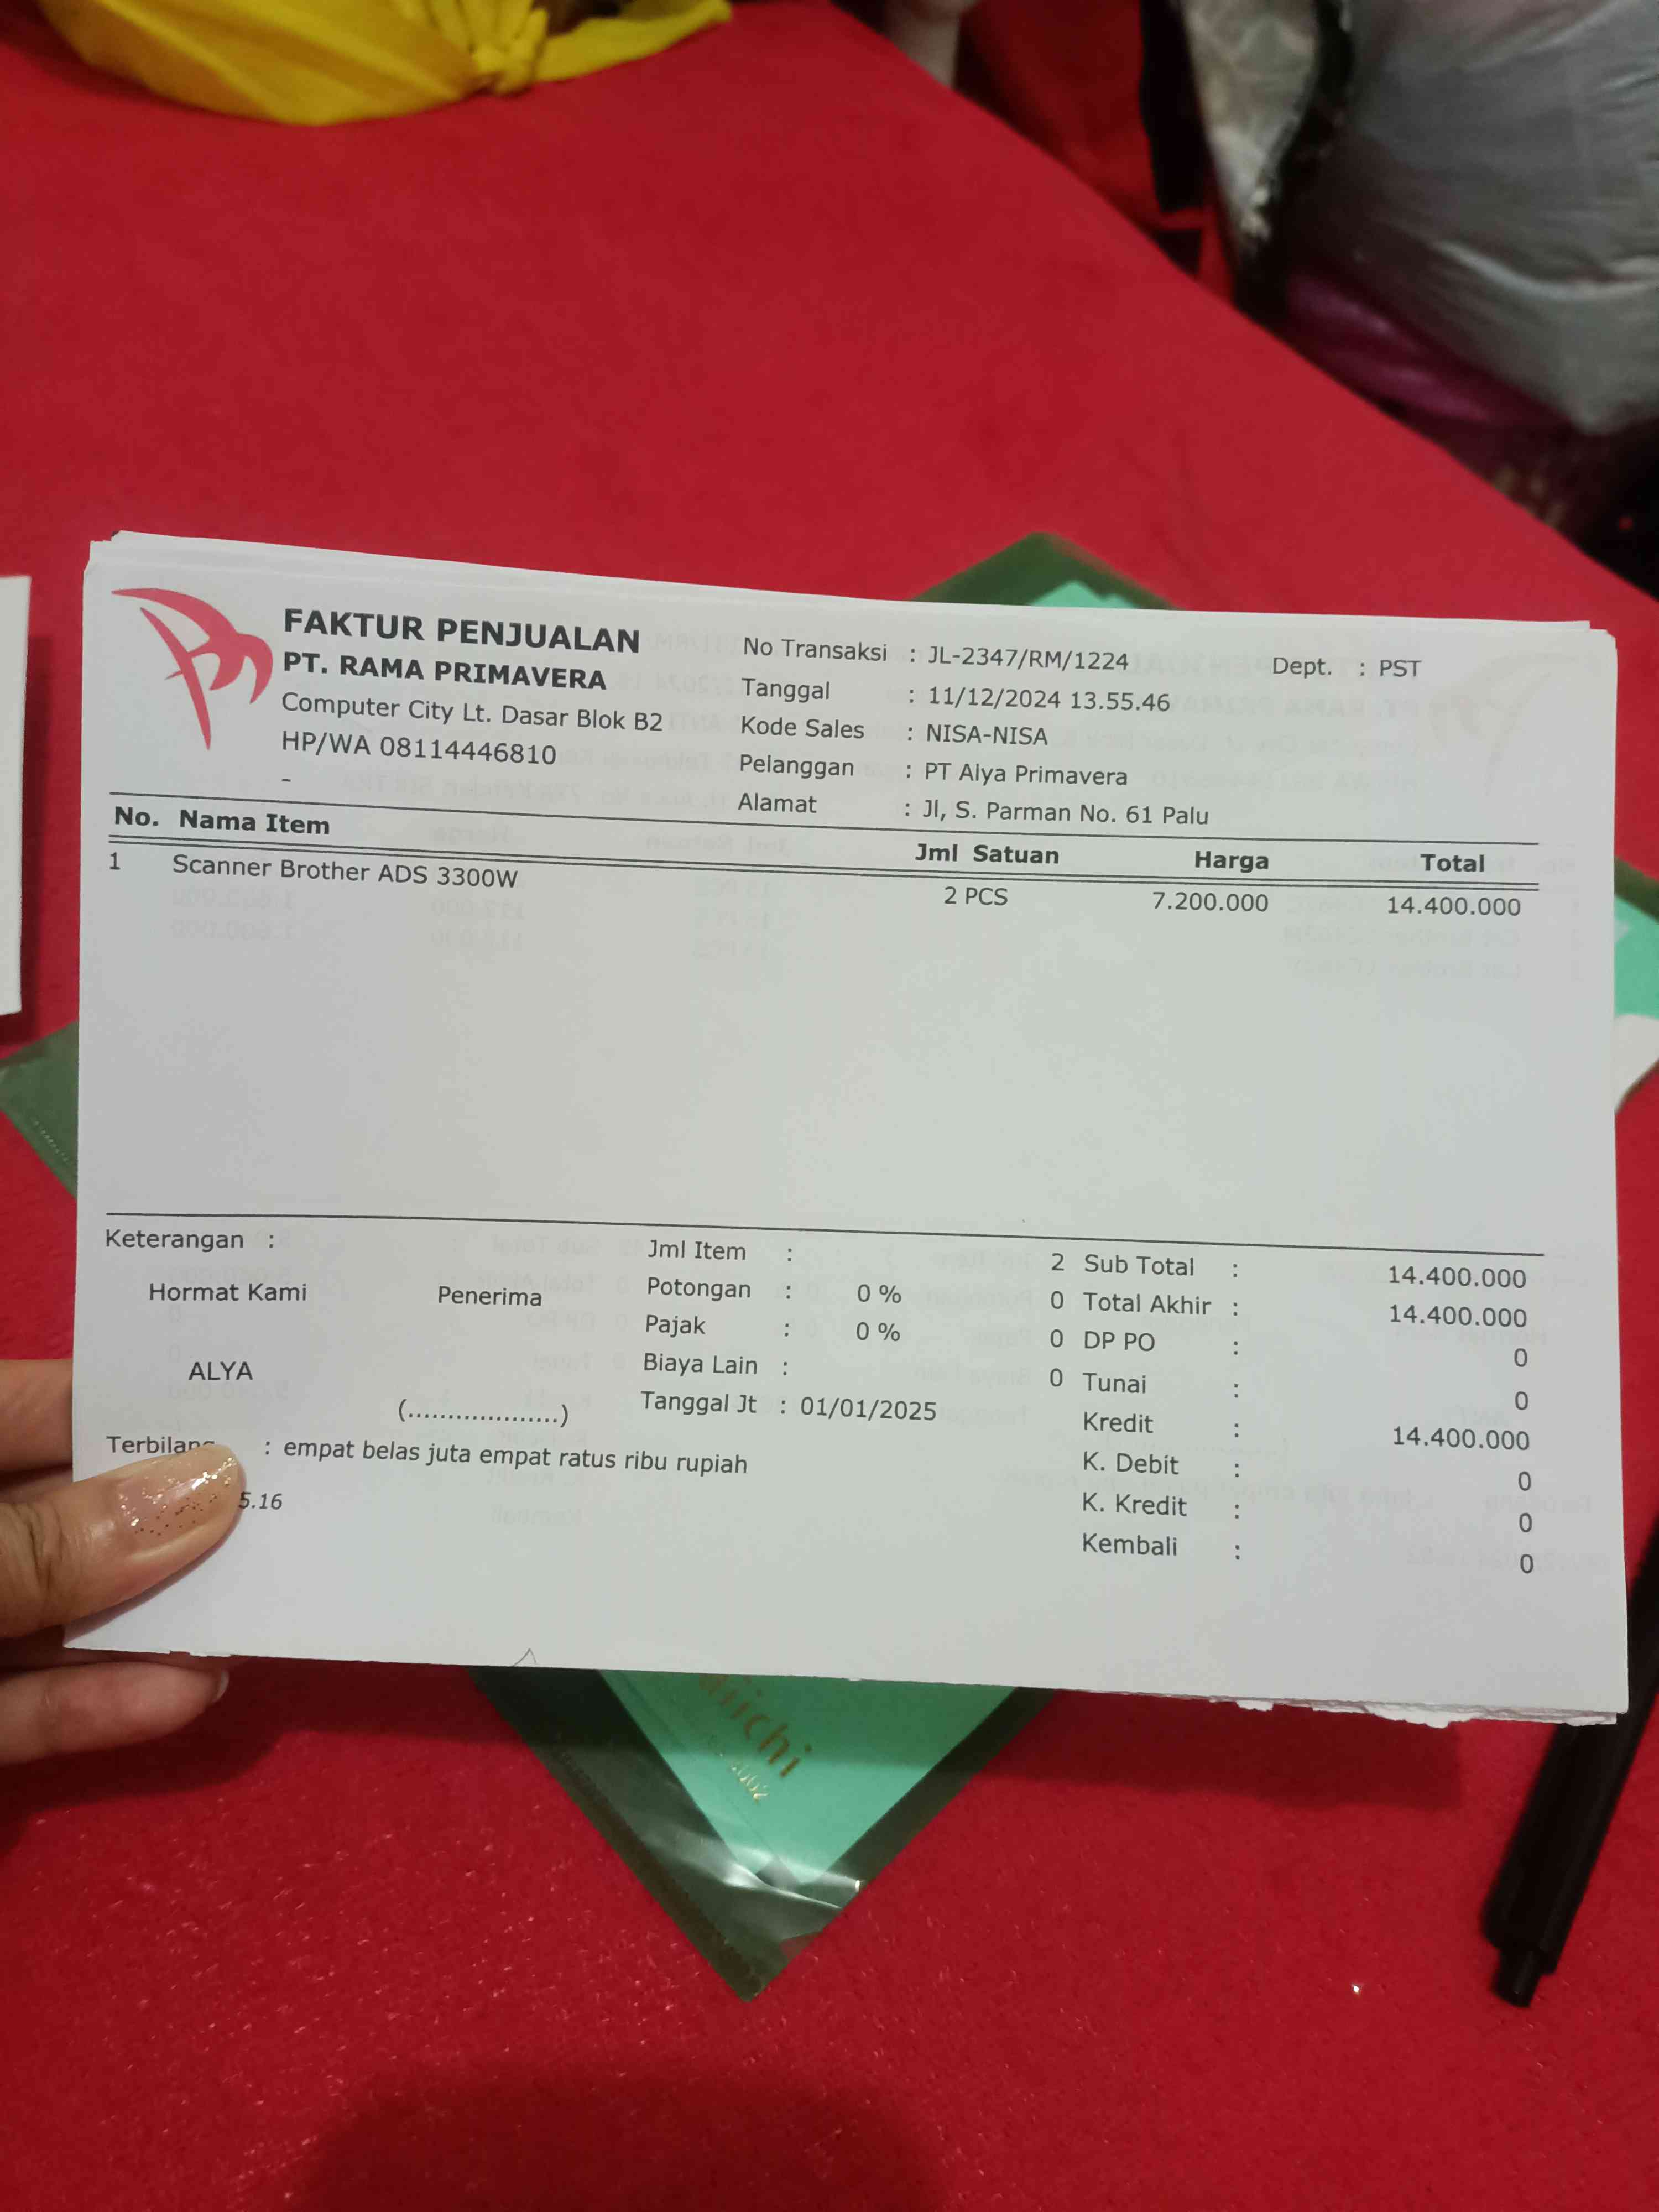 FAKTUR PENJUALAN
PT. RAMA PRIMAVERA
Computer City Lt. Dasar Blok B2
HP/WA 08114446810
-
No Transaksi : JL-2347/RM/1224 Dept. : PST
Tanggal : 11/12/2024 13.55.46
Kode Sales : NISA-NISA
Pelanggan : PT Alya Primavera
Alamat : Jl, S. Parman No. 61 Palu
No. Nama Item Jml Satuan Harga Total
1 Scanner Brother ADS 3300W 2 PCS 7.200.000 14.400.000
Keterangan :
Hormat Kami Penerima
ALYA
(...................)
Jml Item : 2
Potongan : 0 % 0
Pajak : 0 % 0
Biaya Lain : 0
Tanggal Jt : 01/01/2025
Sub Total : 14.400.000
Total Akhir : 14.400.000
DP PO : 0
Tunai : 0
Kredit : 14.400.000
K. Debit : 0
K. Kredit : 0
Kembali : 0
Terbilang : empat belas juta empat ratus ribu rupiah
5.16